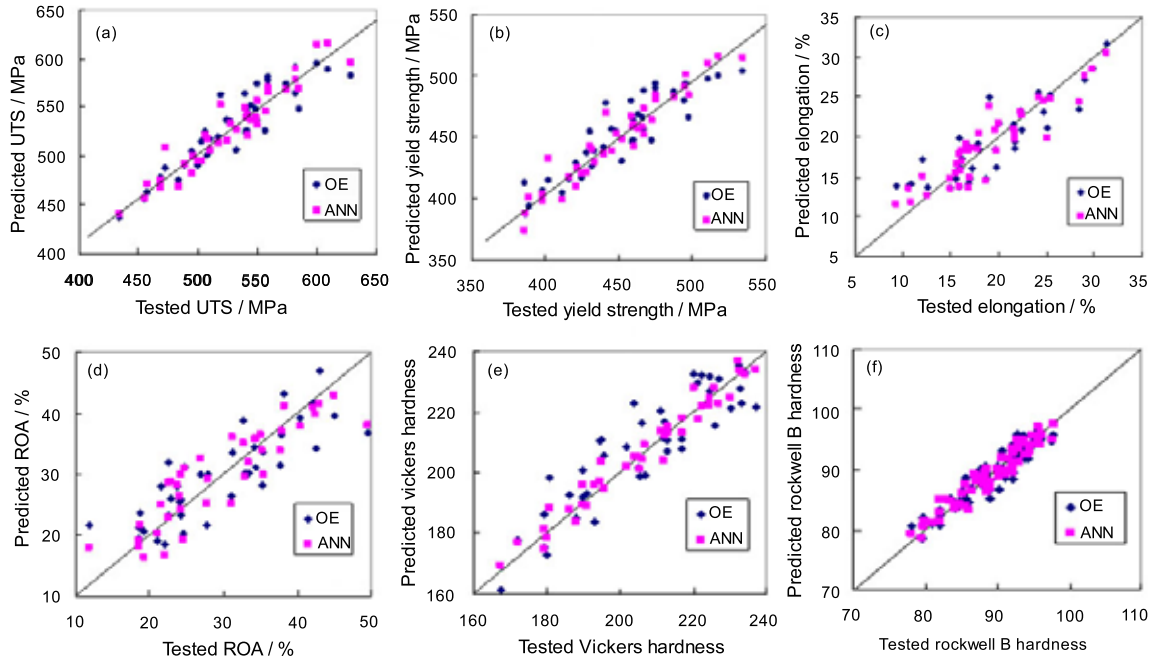 (a)
Predicted UTS / MPa
650
600
550
500
450
400
400 450 500 550 600 650
Tested UTS / MPa
OE
ANN
(b)
Predicted yield strength / MPa
550
500
450
400
350
350 400 450 500 550
Tested yield strength / MPa
OE
ANN
(c)
Predicted elongation / %
35
30
25
20
15
10
5
5 10 15 20 25 30 35
Tested elongation / %
OE
ANN
(d)
Predicted ROA / %
50
40
30
20
10
10 20 30 40 50
Tested ROA / %
OE
ANN
(e)
Predicted vickers hardness
240
220
200
180
160
160 180 200 220 240
Tested Vickers hardness
OE
ANN
(f)
Predicted rockwell B hardness
110
100
90
80
70
70 80 90 100 110
Tested rockwell B hardness
OE
ANN